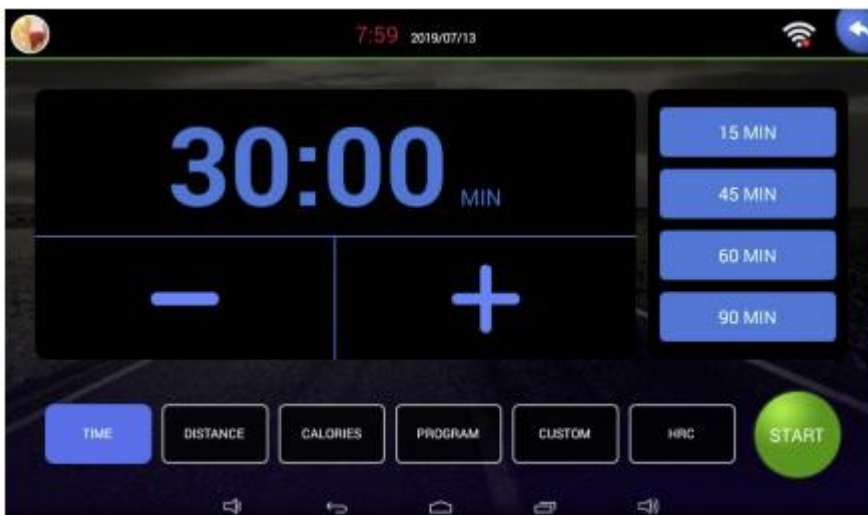 7:59 2019/07/13
30:00 MIN
15 MIN
45 MIN
60 MIN
90 MIN
TIME DISTANCE CALORIES PROGRAM CUSTOM HRC START